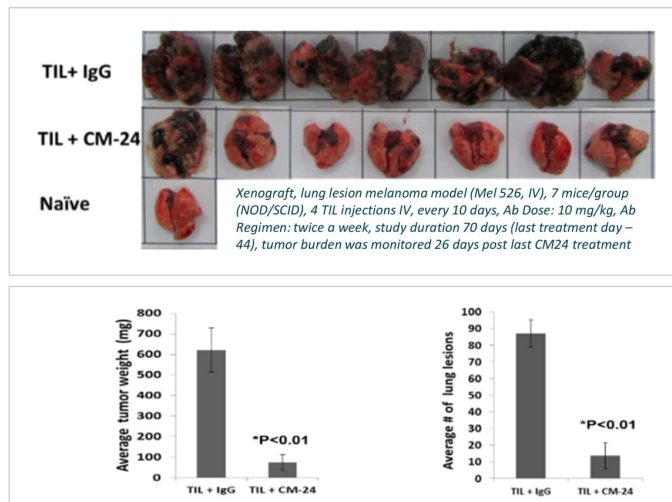 TIL+ IgG
TIL + CM-24
Naïve
Xenograft, lung lesion melanoma model (Mel 526, IV), 7 mice/group
(NOD/SCID), 4 TIL injections IV, every 10 days, Ab Dose: 10 mg/kg, Ab
Regimen: twice a week, study duration 70 days (last treatment day –
44), tumor burden was monitored 26 days post last CM24 treatment
Average tumor weight (mg)
800
700
600
500
400
300
200
100
0
*P<0.01
TIL + IgG
TIL + CM-24
Average # of lung lesions
100
90
80
70
60
50
40
30
20
10
0
*P<0.01
TIL + IgG
TIL + CM-24